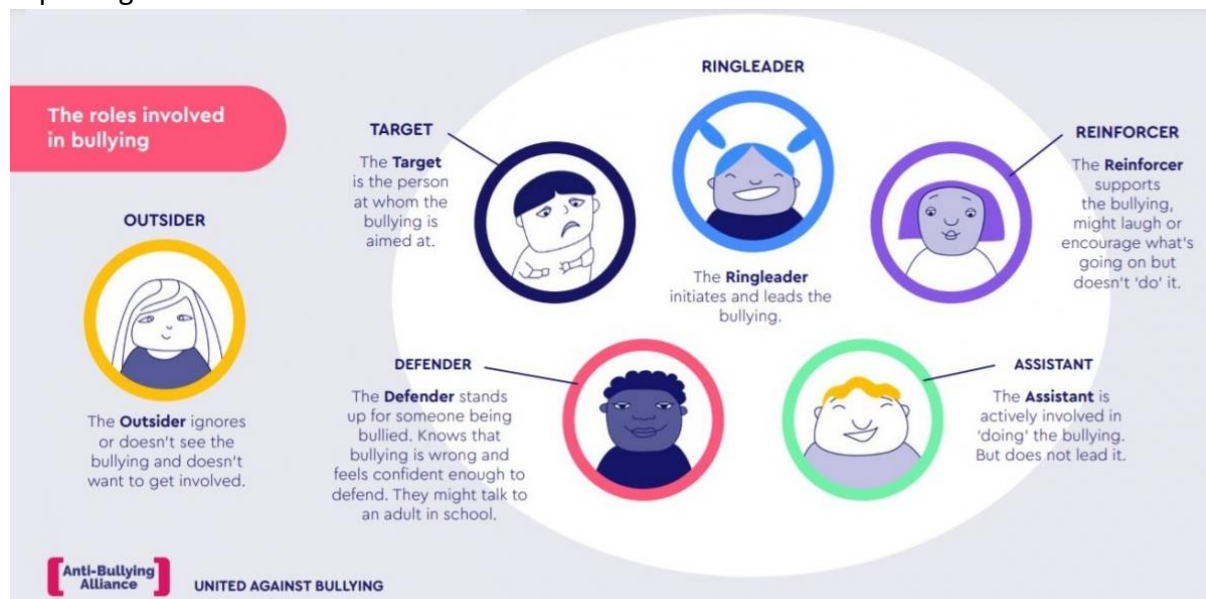 The roles involved
in bullying
OUTSIDER
The Outsider ignores
or doesn't see the
bullying and doesn't
want to get involved.
TARGET
The Target
is the person
at whom the
bullying is
aimed at.
RINGLEADER
The Ringleader
initiates and leads the
bullying.
REINFORCER
The Reinforcer
supports
the bullying,
might laugh or
encourage what's
going on but
doesn't 'do' it.
DEFENDER
The Defender stands
up for someone being
bullied. Knows that
bullying is wrong and
feels confident enough to
defend. They might talk to
an adult in school.
ASSISTANT
The Assistant is
actively involved in
'doing' the bullying.
But does not lead it.
Anti-Bullying
Alliance
UNITED AGAINST BULLYING